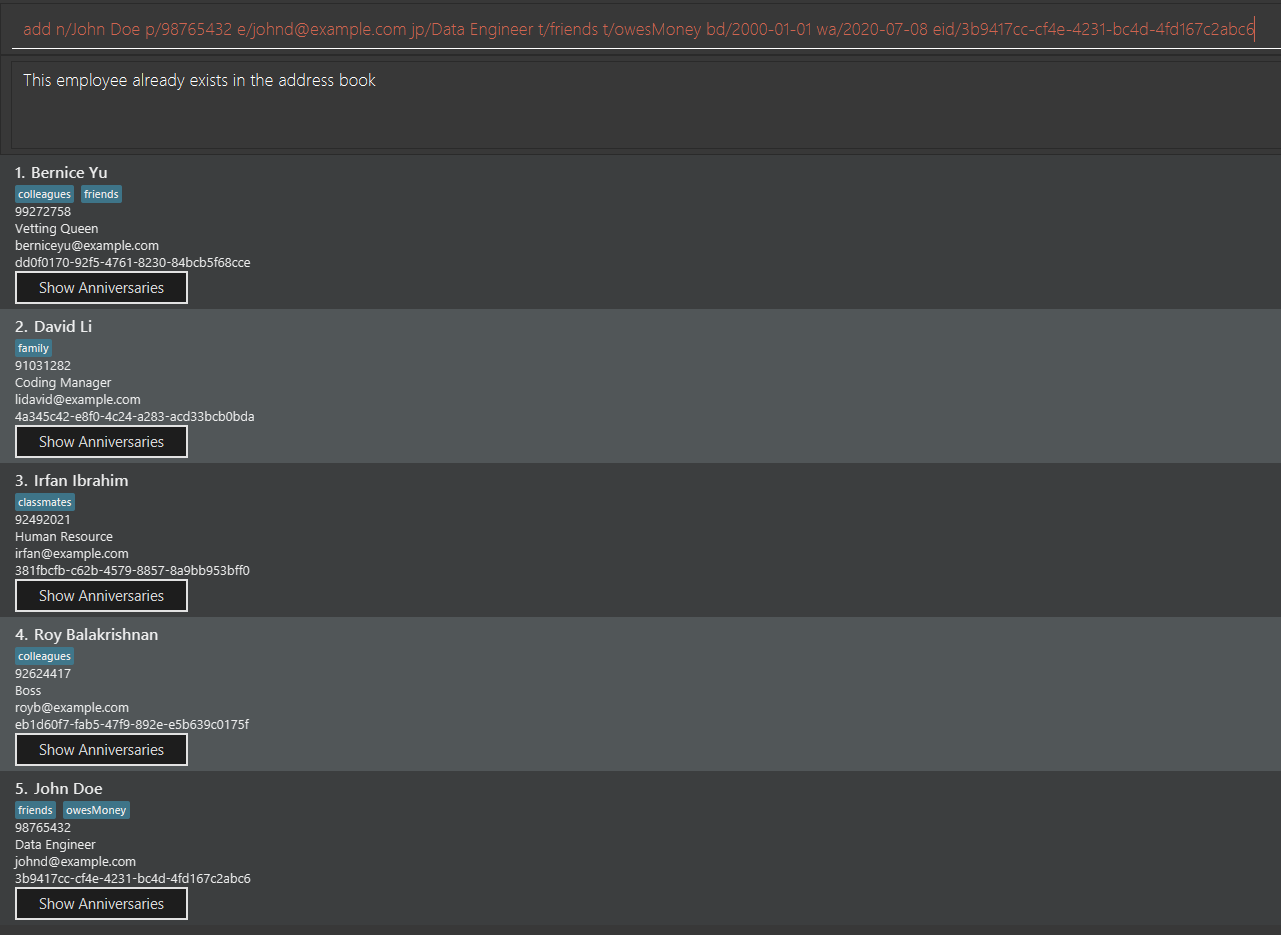 add n/John Doe p/98765432 e/johnd@example.com jp/Data Engineer t/friends t/owesMoney bd/2000-01-01 wa/2020-07-08 eid/3b9417cc-cf4e-4231-bc4d-4fd167c2abc6
This employee already exists in the address book
1. Bernice Yu
colleagues friends
99272758
Vetting Queen
berniceyu@example.com
dd0f0170-92f5-4761-8230-84bcb5f68cce
Show Anniversaries
2. David Li
family
91031282
Coding Manager
lidavid@example.com
4a345c42-e8f0-4c24-a283-acd33bcb0bda
Show Anniversaries
3. Irfan Ibrahim
classmates
92492021
Human Resource
irfan@example.com
381fbcfb-c62b-4579-8857-8a9bb953bff0
Show Anniversaries
4. Roy Balakrishnan
colleagues
92624417
Boss
royb@example.com
eb1d60f7-fab5-47f9-892e-e5b639c0175f
Show Anniversaries
5. John Doe
friends owesMoney
98765432
Data Engineer
johnd@example.com
3b9417cc-cf4e-4231-bc4d-4fd167c2abc6
Show Anniversaries